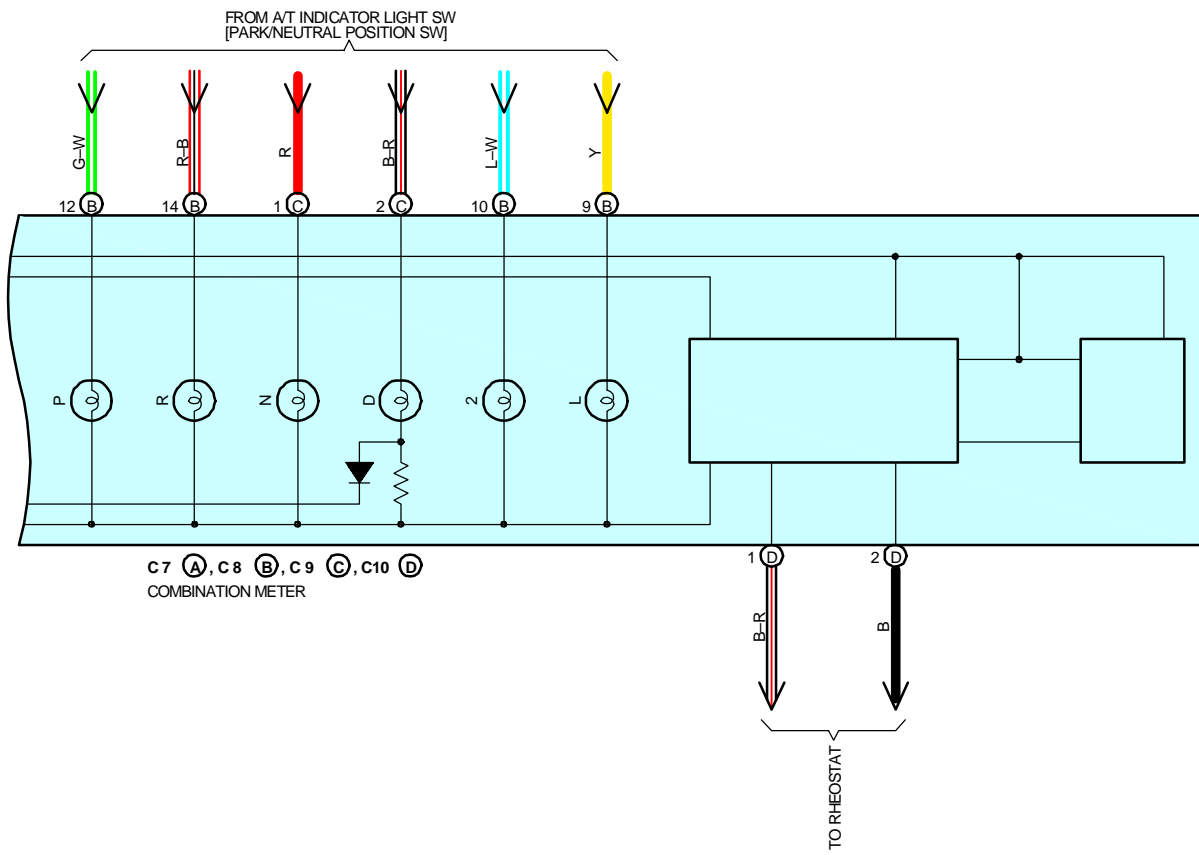 FROM A/T INDICATOR LIGHT SW
[PARK/NEUTRAL POSITION SW]
G–W
R–B
R
B–R
L–W
Y
12 B
14 B
1 C
2 C
10 B
9 B
P
R
N
D
2
L
C 7 A , C 8 B , C 9 C , C10 D
COMBINATION METER
1 D
2 D
B–R
B
TO RHEOSTAT